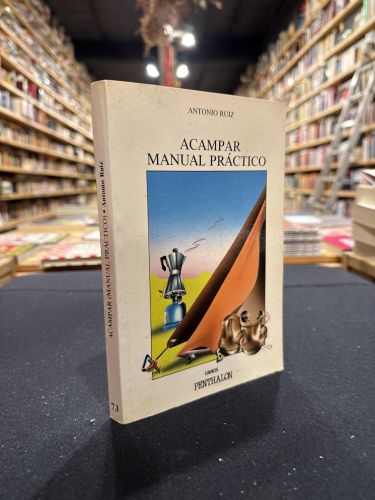 ANTONIO RUIZ
ACAMPAR
MANUAL PRÁCTICO
LIBROS
PENTHALON
ACAMPAR (MANUAL PRÁCTICO) • Antonio Ruiz
73